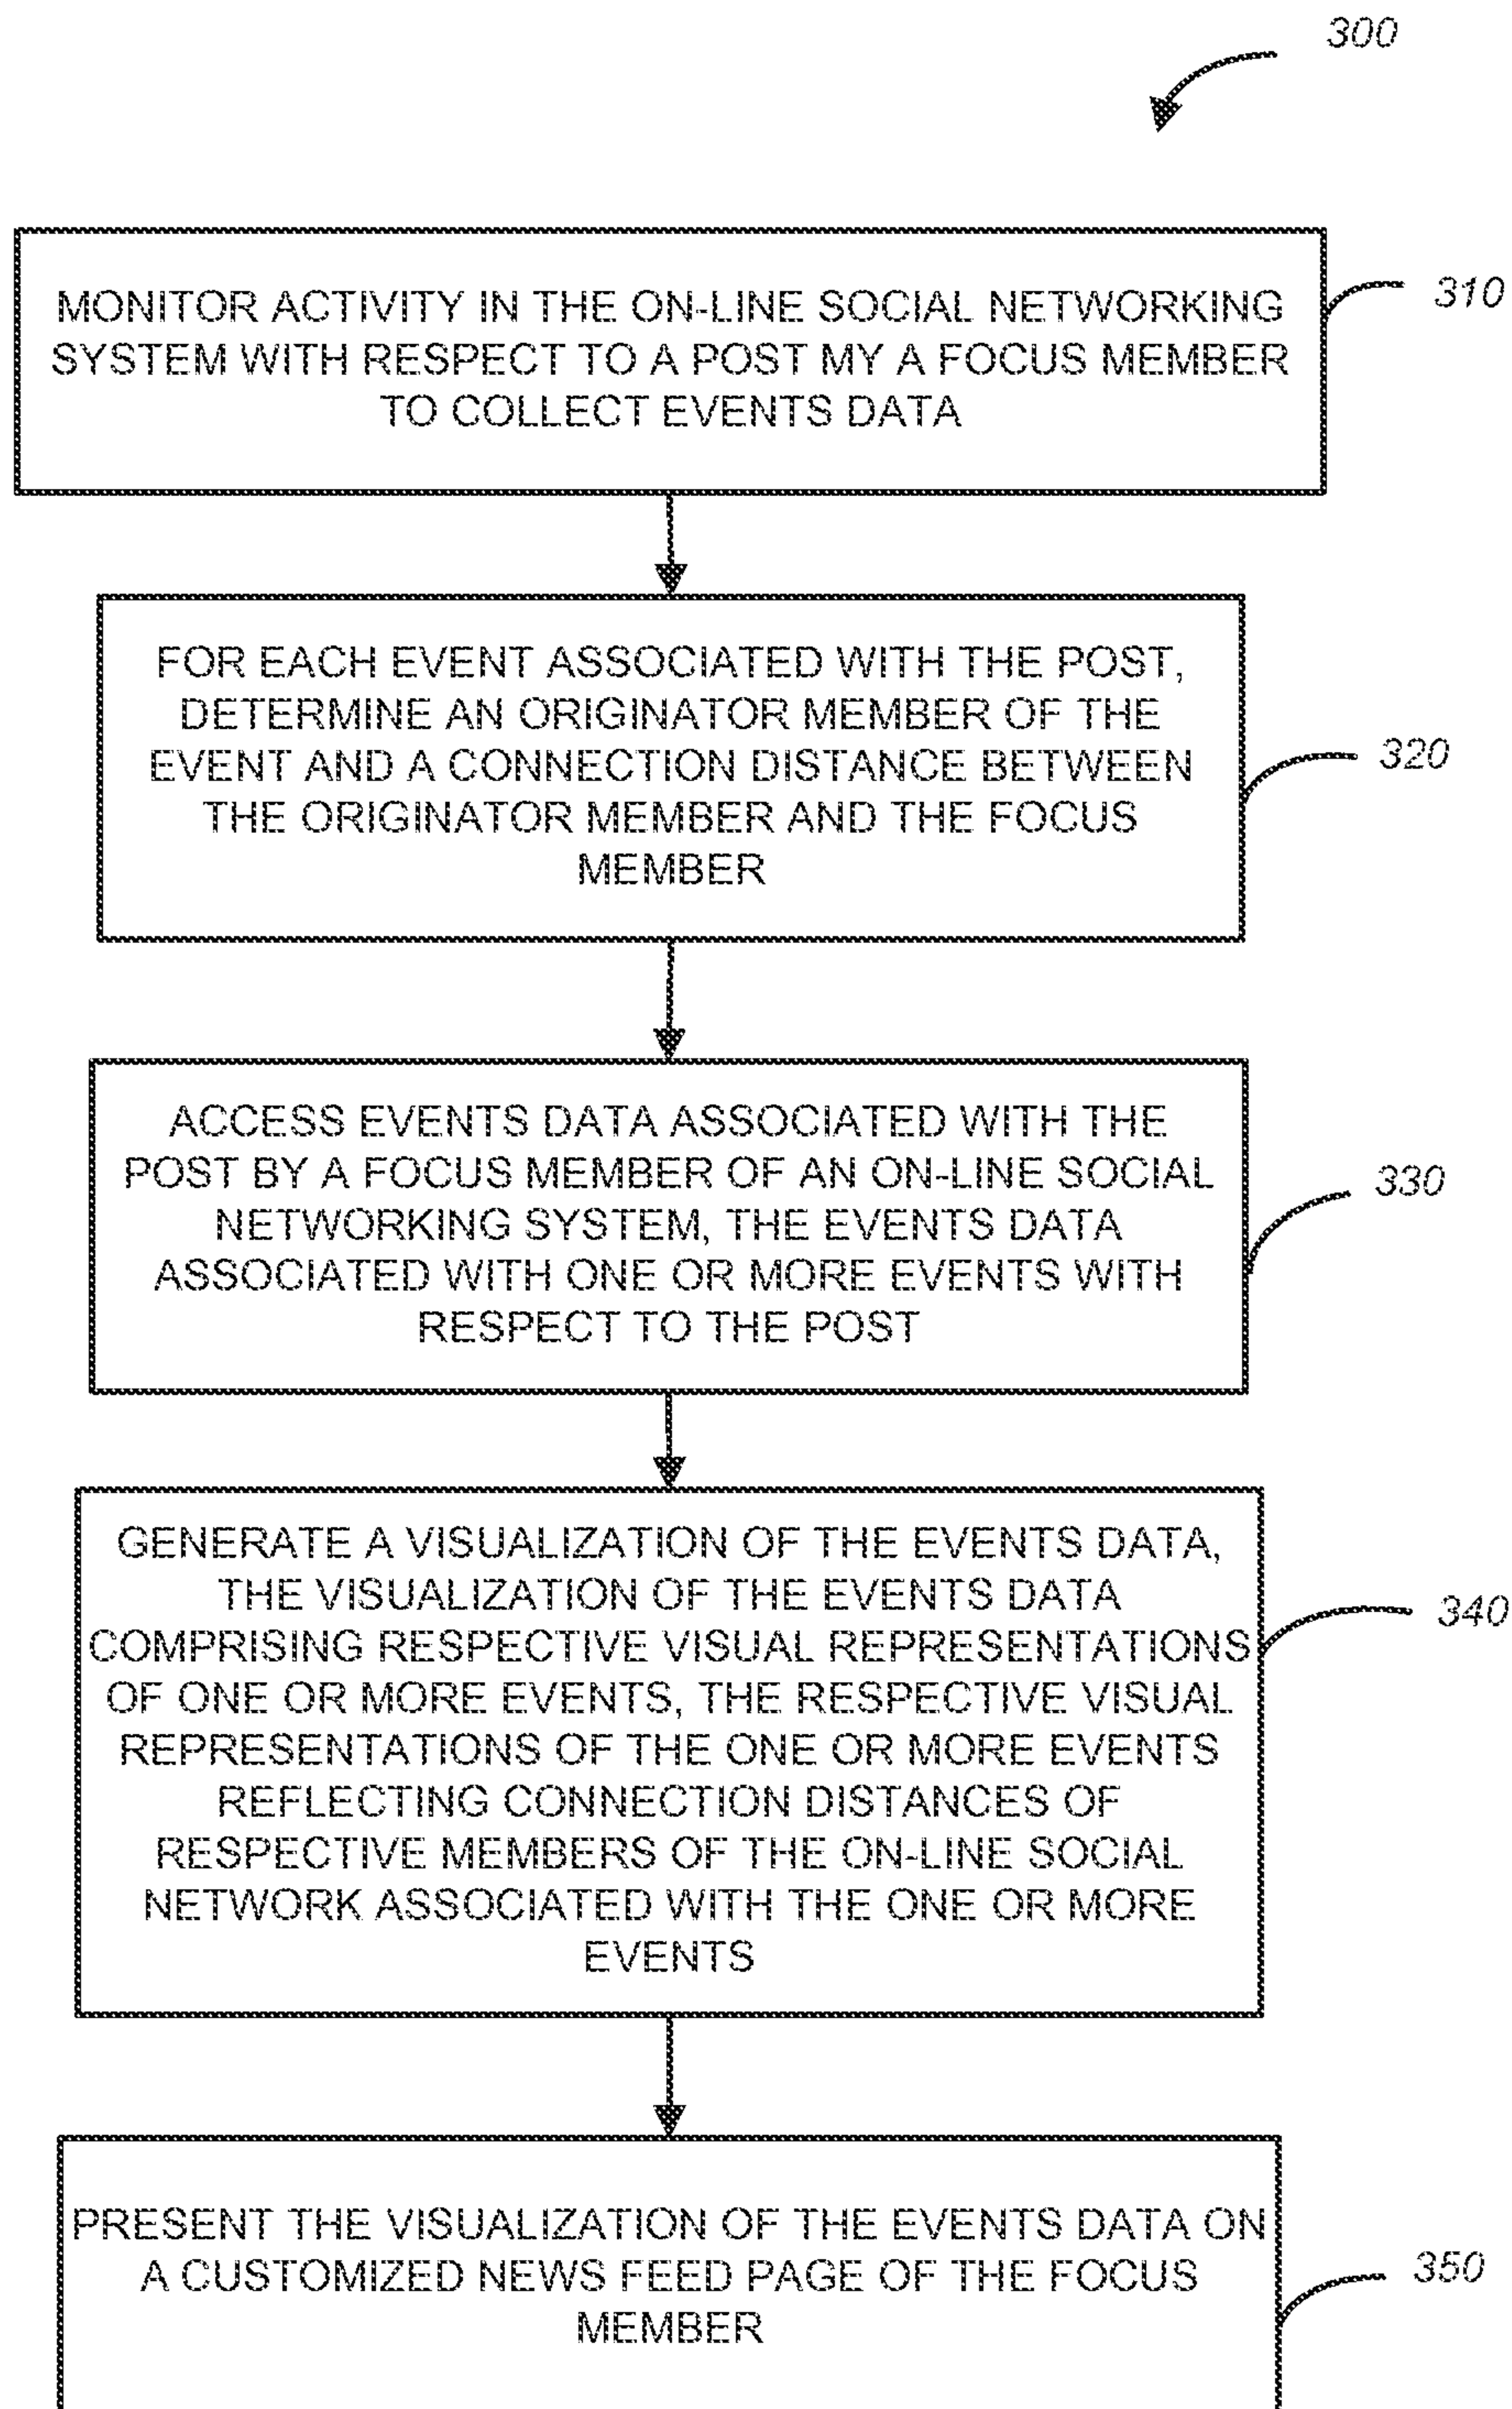 300
MONITOR ACTIVITY IN THE ON-LINE SOCIAL NETWORKING
SYSTEM WITH RESPECT TO A POST MY A FOCUS MEMBER
TO COLLECT EVENTS DATA
310
FOR EACH EVENT ASSOCIATED WITH THE POST,
DETERMINE AN ORIGINATOR MEMBER OF THE
EVENT AND A CONNECTION DISTANCE BETWEEN
THE ORIGINATOR MEMBER AND THE FOCUS
MEMBER
320
ACCESS EVENTS DATA ASSOCIATED WITH THE
POST BY A FOCUS MEMBER OF AN ON-LINE SOCIAL
NETWORKING SYSTEM, THE EVENTS DATA
ASSOCIATED WITH ONE OR MORE EVENTS WITH
RESPECT TO THE POST
330
GENERATE A VISUALIZATION OF THE EVENTS DATA,
THE VISUALIZATION OF THE EVENTS DATA
COMPRISING RESPECTIVE VISUAL REPRESENTATIONS
OF ONE OR MORE EVENTS, THE RESPECTIVE VISUAL
REPRESENTATIONS OF THE ONE OR MORE EVENTS
REFLECTING CONNECTION DISTANCES OF
RESPECTIVE MEMBERS OF THE ON-LINE SOCIAL
NETWORK ASSOCIATED WITH THE ONE OR MORE
EVENTS
340
PRESENT THE VISUALIZATION OF THE EVENTS DATA ON
A CUSTOMIZED NEWS FEED PAGE OF THE FOCUS
MEMBER
350